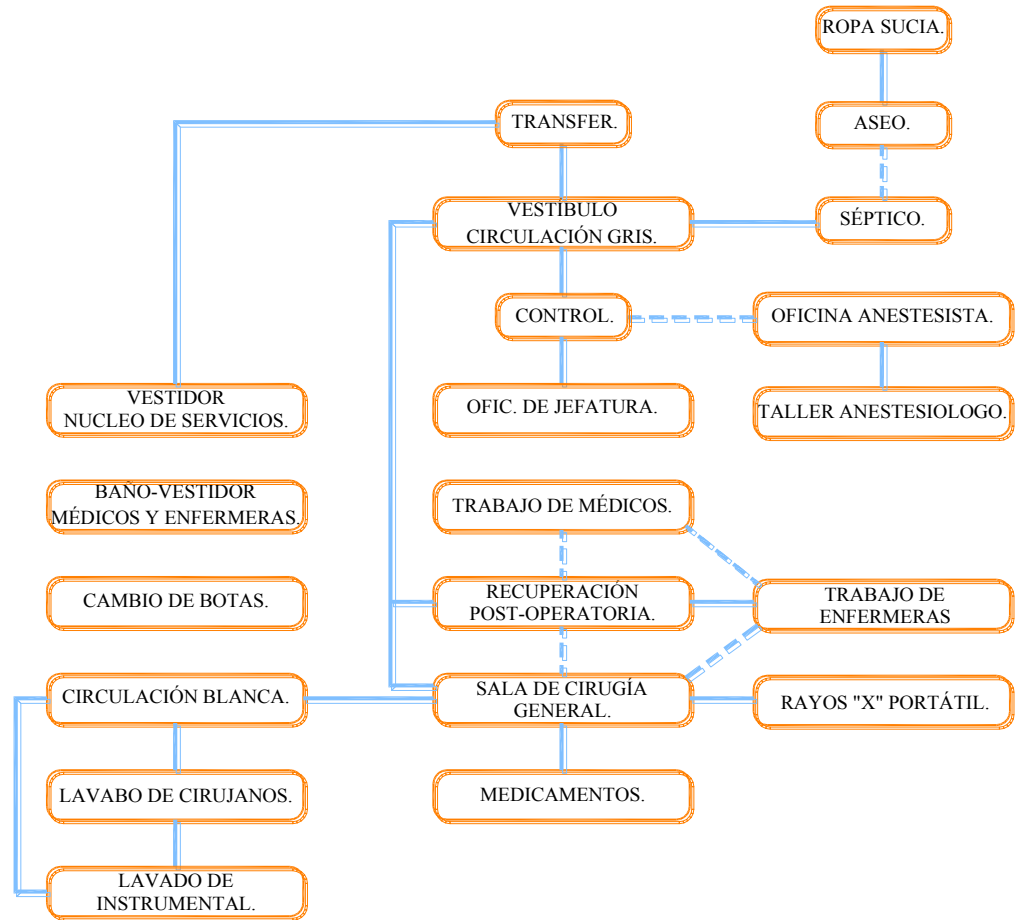 ROPA SUCIA.
TRANSFER.
ASEO.
VESTÍBULO
CIRCULACIÓN GRIS.
SÉPTICO.
CONTROL.
OFICINA ANESTESISTA.
VESTIDOR
NUCLEO DE SERVICIOS.
OFIC. DE JEFATURA.
TALLER ANESTESIOLOGO.
BAÑO-VESTIDOR
MÉDICOS Y ENFERMERAS.
TRABAJO DE MÉDICOS.
CAMBIO DE BOTAS.
RECUPERACIÓN
POST-OPERATORIA.
TRABAJO DE
ENFERMERAS
CIRCULACIÓN BLANCA.
SALA DE CIRUGÍA
GENERAL.
RAYOS "X" PORTÁTIL.
LAVABO DE CIRUJANOS.
MEDICAMENTOS.
LAVADO DE
INSTRUMENTAL.